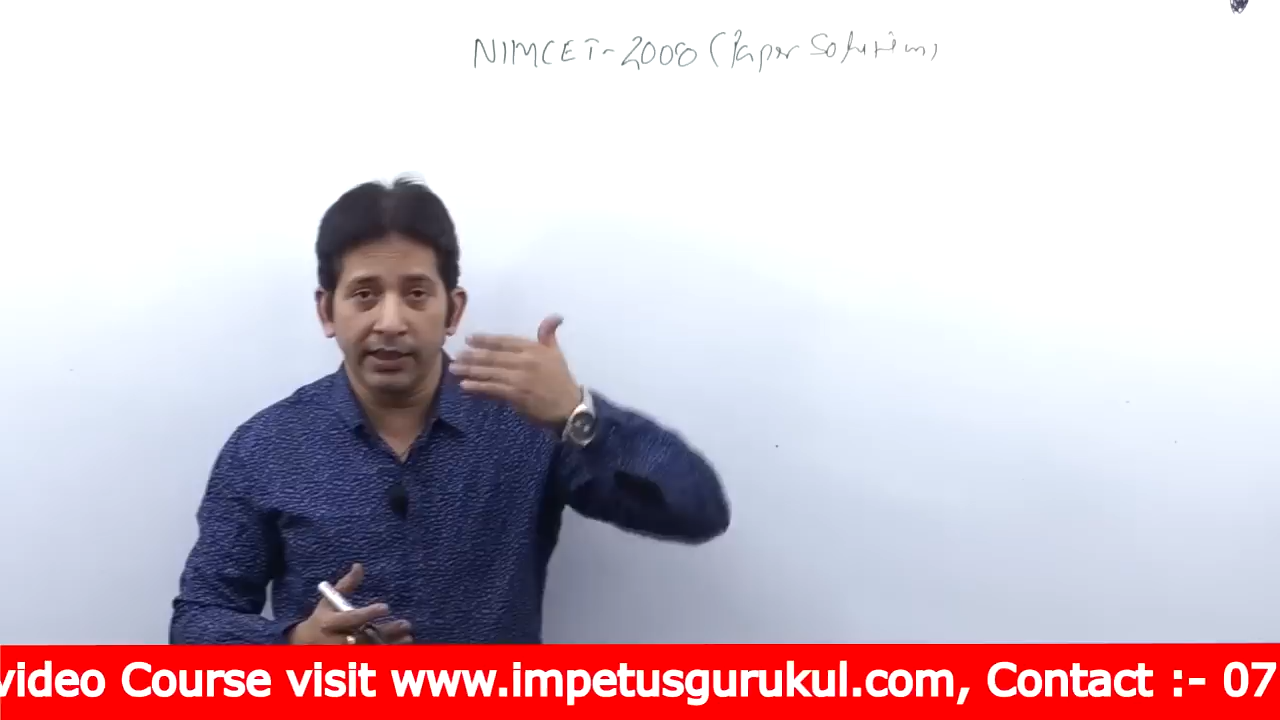 NIMCET-2008 (Paper Solution)
video Course visit www.impetusgurukul.com, Contact :- 07